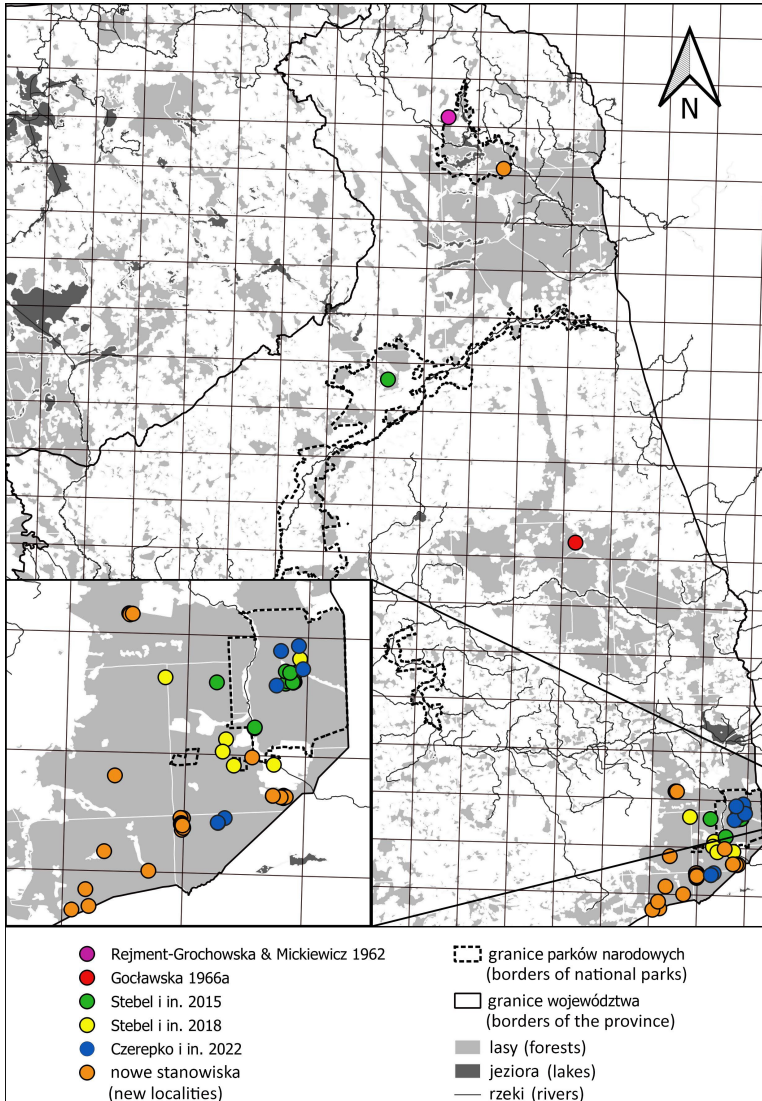 N
Rejment-Grochowska & Mickiewicz 1962
Gocławska 1966a
Stebel i in. 2015
Stebel i in. 2018
Czerepko i in. 2022
nowe stanowiska
(new localities)
granice parków narodowych
(borders of national parks)
granice województwa
(borders of the province)
lasy (forests)
jeziora (lakes)
rzeki (rivers)